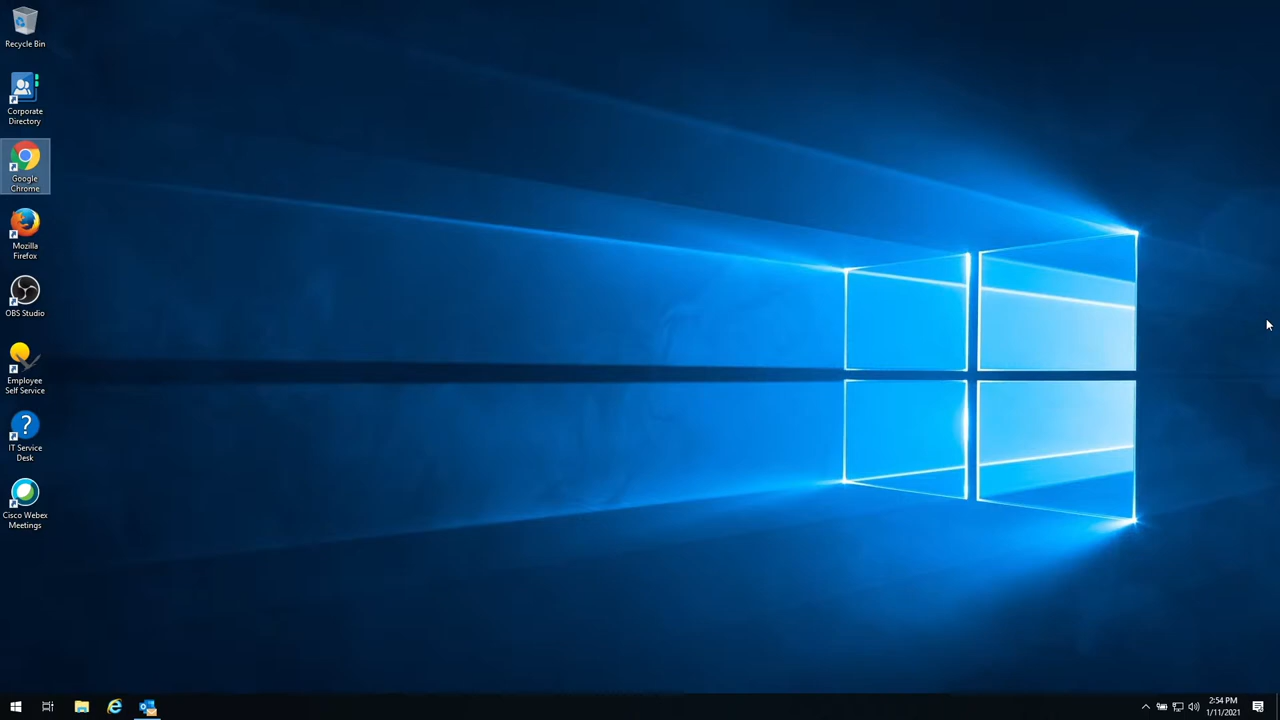 Recycle Bin
Corporate
Directory
Google
Chrome
Mozilla
Firefox
OBS Studio
Employee
Self Service
?
IT Service
Desk
Cisco Webex
Meetings
2:54 PM
1/11/2021